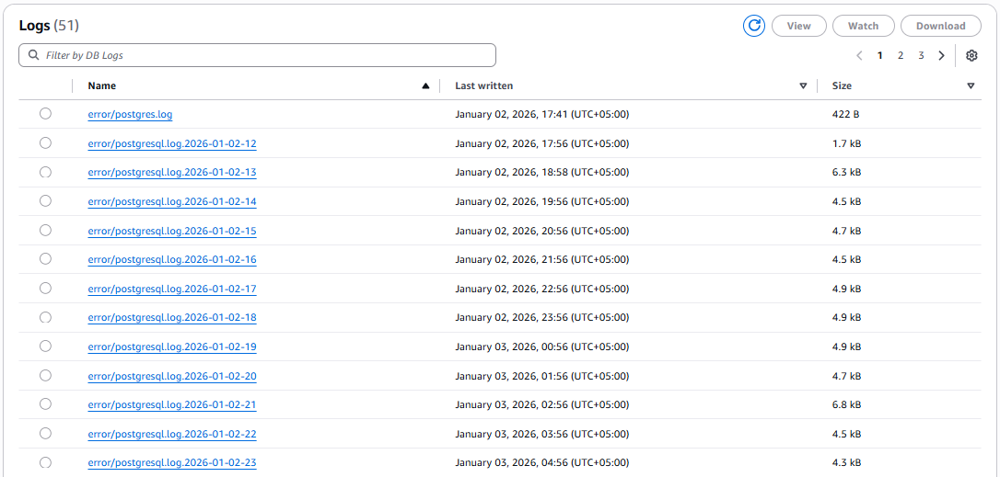 Logs (51)
View
Watch
Download
Filter by DB Logs
1 2 3
Name Last written Size
error/postgres.log January 02, 2026, 17:41 (UTC+05:00) 422 B
error/postgresql.log.2026-01-02-12 January 02, 2026, 17:56 (UTC+05:00) 1.7 kB
error/postgresql.log.2026-01-02-13 January 02, 2026, 18:58 (UTC+05:00) 6.3 kB
error/postgresql.log.2026-01-02-14 January 02, 2026, 19:56 (UTC+05:00) 4.5 kB
error/postgresql.log.2026-01-02-15 January 02, 2026, 20:56 (UTC+05:00) 4.7 kB
error/postgresql.log.2026-01-02-16 January 02, 2026, 21:56 (UTC+05:00) 4.5 kB
error/postgresql.log.2026-01-02-17 January 02, 2026, 22:56 (UTC+05:00) 4.9 kB
error/postgresql.log.2026-01-02-18 January 02, 2026, 23:56 (UTC+05:00) 4.9 kB
error/postgresql.log.2026-01-02-19 January 03, 2026, 00:56 (UTC+05:00) 4.9 kB
error/postgresql.log.2026-01-02-20 January 03, 2026, 01:56 (UTC+05:00) 4.7 kB
error/postgresql.log.2026-01-02-21 January 03, 2026, 02:56 (UTC+05:00) 6.8 kB
error/postgresql.log.2026-01-02-22 January 03, 2026, 03:56 (UTC+05:00) 4.5 kB
error/postgresql.log.2026-01-02-23 January 03, 2026, 04:56 (UTC+05:00) 4.3 kB